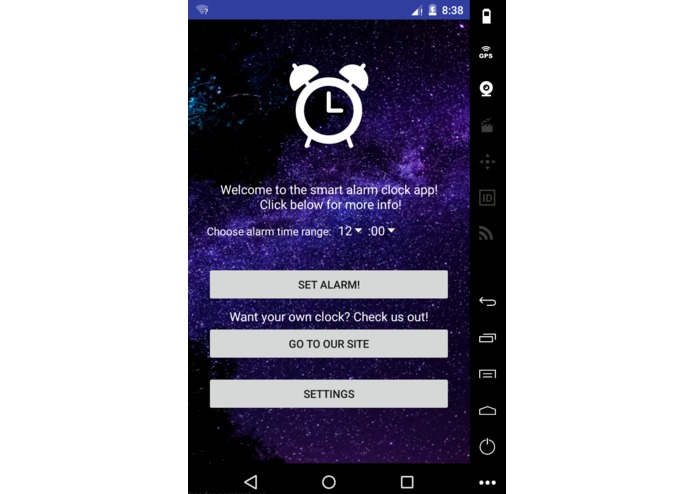 8:38
GPS
Welcome to the smart alarm clock app!
Click below for more info!
Choose alarm time range: 12 :00
SET ALARM!
Want your own clock? Check us out!
GO TO OUR SITE
SETTINGS
ID